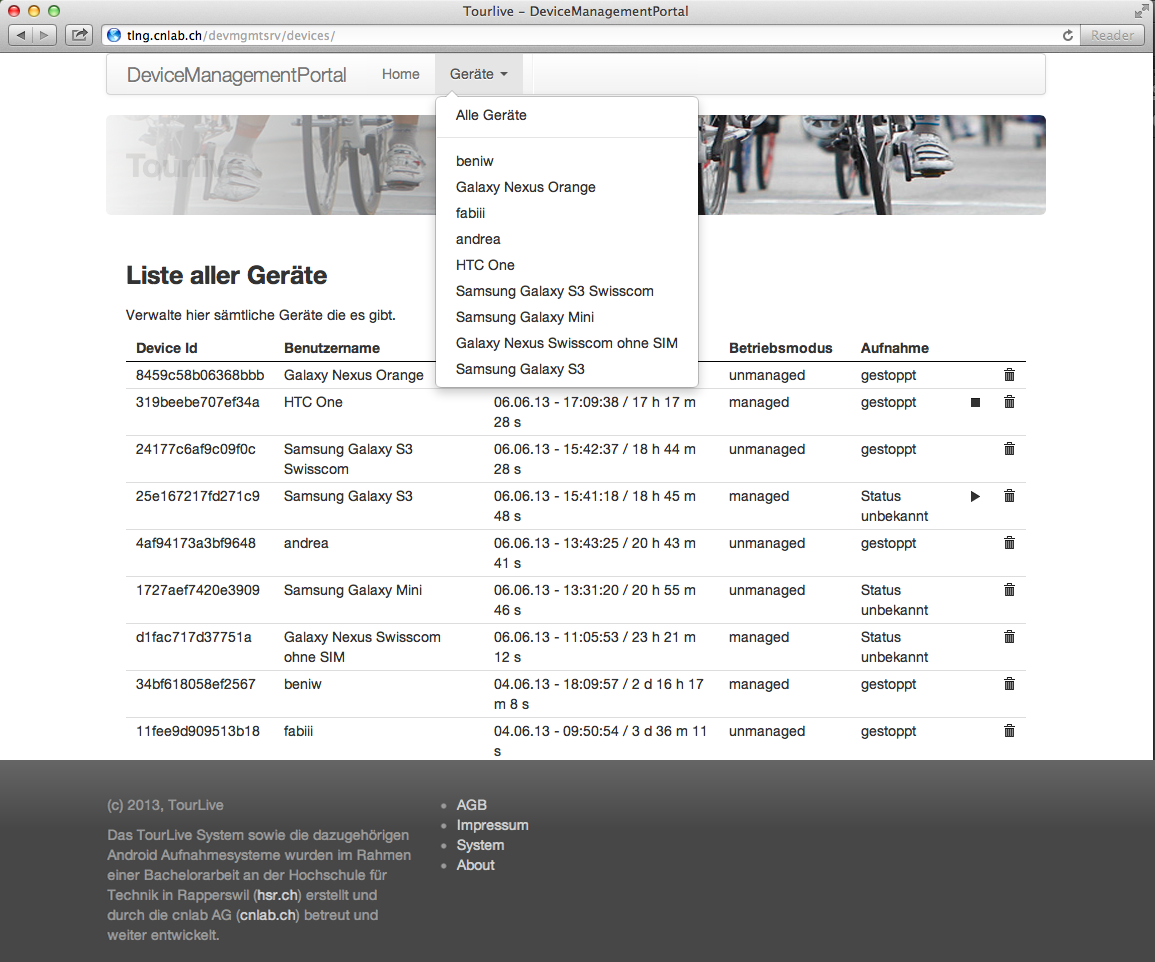 Tourlive - DeviceManagementPortal
tlng.cnlab.ch/devmgmtsrv/devices/
Reader
DeviceManagementPortal Home Geräte
Alle Geräte
beniw
Galaxy Nexus Orange
fabiii
andrea
HTC One
Samsung Galaxy S3 Swisscom
Samsung Galaxy Mini
Galaxy Nexus Swisscom ohne SIM
Samsung Galaxy S3
Tourlive
Liste aller Geräte
Verwalte hier sämtliche Geräte die es gibt.
Device Id Benutzername Betriebsmodus Aufnahme
8459c58b06368bbb Galaxy Nexus Orange unmanaged gestoppt
319beebe707ef34a HTC One 06.06.13 - 17:09:38 / 17 h 17 m managed gestoppt
28 s
24177c6af9c09f0c Samsung Galaxy S3 06.06.13 - 15:42:37 / 18 h 44 m unmanaged gestoppt
Swisscom 28 s
25e167217fd271c9 Samsung Galaxy S3 06.06.13 - 15:41:18 / 18 h 45 m managed Status
48 s unbekannt
4af94173a3bf9648 andrea 06.06.13 - 13:43:25 / 20 h 43 m unmanaged gestoppt
41 s
1727aef7420e3909 Samsung Galaxy Mini 06.06.13 - 13:31:20 / 20 h 55 m unmanaged Status
46 s unbekannt
d1fac717d37751a Galaxy Nexus Swisscom 06.06.13 - 11:05:53 / 23 h 21 m managed Status
ohne SIM 12 s unbekannt
34bf618058ef2567 beniw 04.06.13 - 18:09:57 / 2 d 16 h 17 managed gestoppt
m 8 s
11fee9d909513b18 fabiii 04.06.13 - 09:50:54 / 3 d 36 m 11 unmanaged gestoppt
s
(c) 2013, TourLive
Das TourLive System sowie die dazugehörigen
Android Aufnahmesysteme wurden im Rahmen
einer Bachelorarbeit an der Hochschule für
Technik in Rapperswil (hsr.ch) erstellt und
durch die cnlab AG (cnlab.ch) betreut und
weiter entwickelt.
AGB
Impressum
System
About